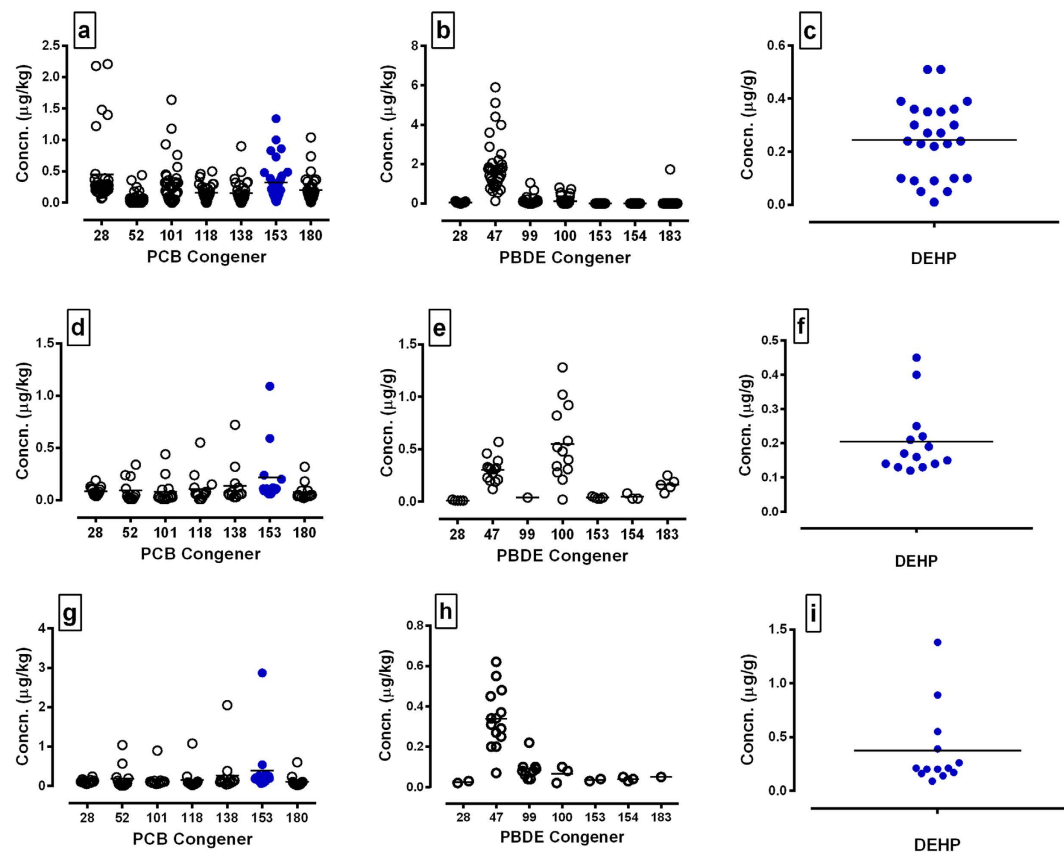 a
Concn. (µg/kg)
2.5
2.0
1.5
1.0
0.5
0.0
28 52 101 118 138 153 180
PCB Congener
b
Concn. (µg/kg)
8
6
4
2
0
28 47 99 100 153 154 183
PBDE Congener
c
Concn. (µg/g)
0.6
0.4
0.2
0.0
DEHP
d
Concn. (µg/kg)
1.5
1.0
0.5
0.0
28 52 101 118 138 153 180
PCB Congener
e
Concn. (µg/g)
1.5
1.0
0.5
0.0
28 47 99 100 153 154 183
PBDE Congener
f
Concn. (µg/g)
0.5
0.4
0.3
0.2
0.1
0.0
DEHP
g
Concn. (µg/kg)
4
3
2
1
0
28 52 101 118 138 153 180
PCB Congener
h
Concn. (µg/kg)
0.8
0.6
0.4
0.2
0.0
28 47 99 100 153 154 183
PBDE Congener
i
Concn. (µg/g)
1.5
1.0
0.5
0.0
DEHP